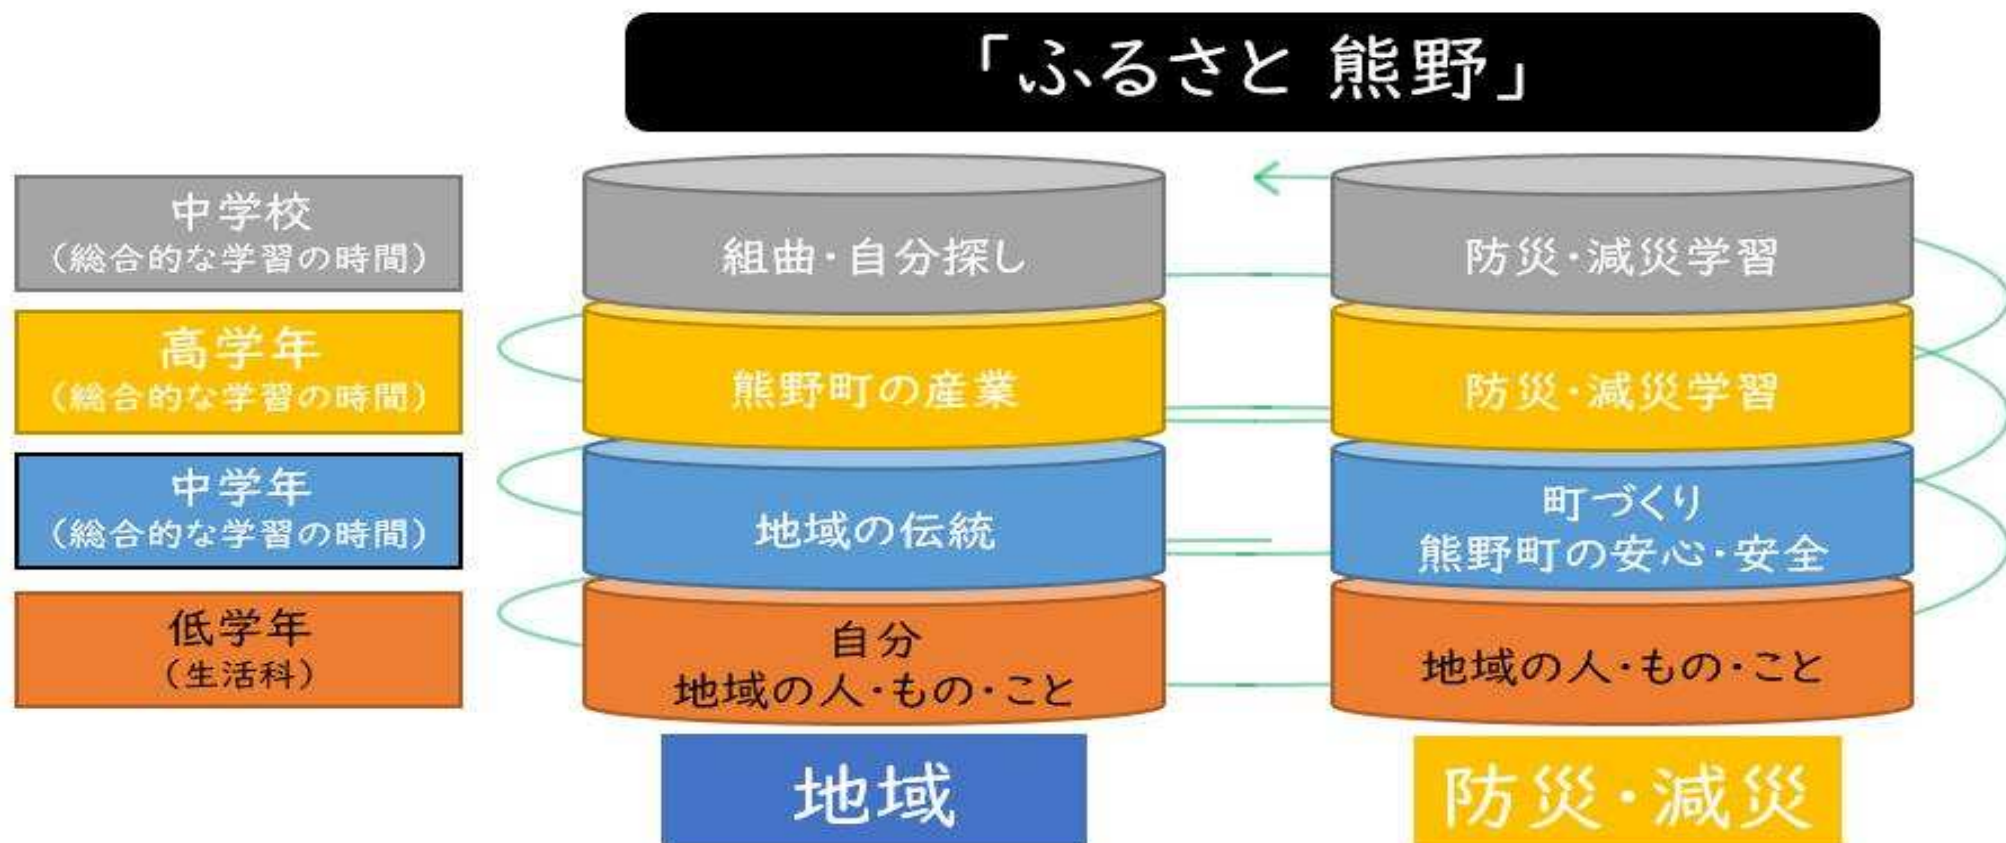 「ふるさと 熊野」
中学校
（総合的な学習の時間）
組曲・自分探し
防災・減災学習
高学年
（総合的な学習の時間）
熊野町の産業
防災・減災学習
中学年
（総合的な学習の時間）
地域の伝統
町づくり
熊野町の安心・安全
低学年
（生活科）
自分
地域の人・もの・こと
地域の人・もの・こと
地域
防災・減災